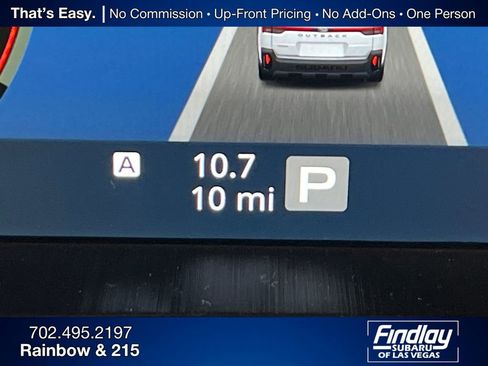 That's Easy. | No Commission • Up-Front Pricing • No Add-Ons • One Person
SUBARU
OUTBACK
A
10.7
10 mi
P
702.495.2197
Rainbow & 215
Findlay
SUBARU
OF LAS VEGAS